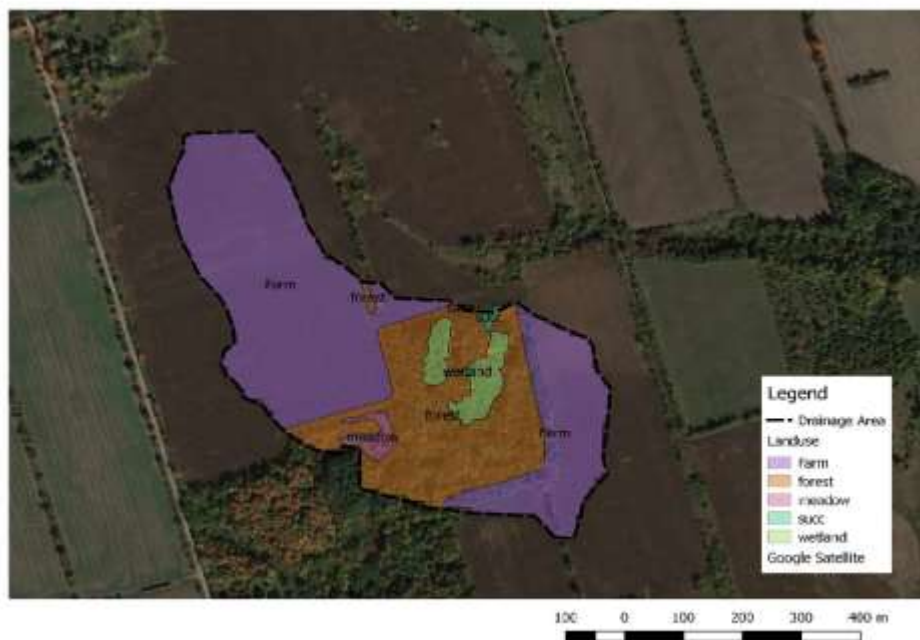 Farm
forest
wetland
forest
meadow
Farm
Legend
Drainage Area
Landuse
Farm
forest
meadow
succ
wetland
Google Satellite
100 0 100 200 300 400 m